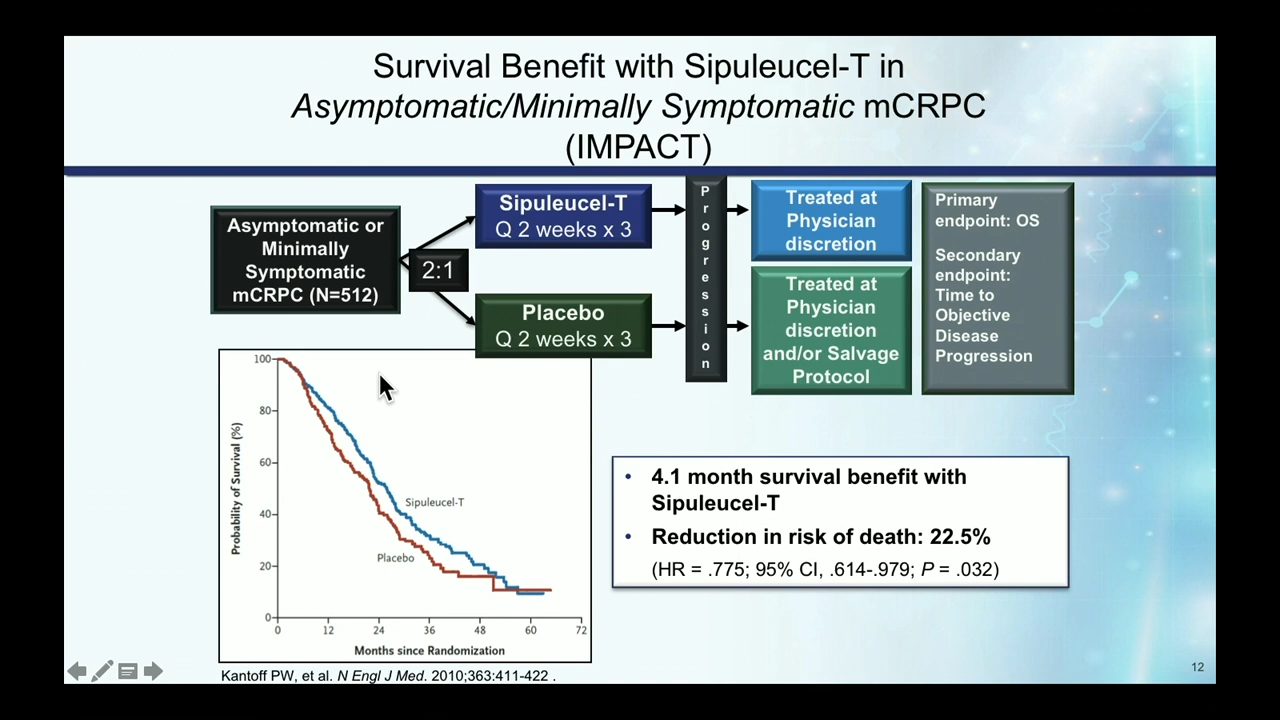 Survival Benefit with Sipuleucel-T in
Asymptomatic/Minimally Symptomatic mCRPC
(IMPACT)
Asymptomatic or
Minimally
Symptomatic
mCRPC (N=512)
2:1
Sipuleucel-T
Q 2 weeks x 3
Placebo
Q 2 weeks x 3
Progression
Treated at
Physician
discretion
Treated at
Physician
discretion
and/or Salvage
Protocol
Primary
endpoint: OS
Secondary
endpoint:
Time to
Objective
Disease
Progression
Probability of Survival (%)
100
80
60
40
20
0
Sipuleucel-T
Placebo
0 12 24 36 48 60 72
Months since Randomization
• 4.1 month survival benefit with
Sipuleucel-T
• Reduction in risk of death: 22.5%
(HR = .775; 95% CI, .614-.979; P = .032)
Kantoff PW, et al. N Engl J Med. 2010;363:411-422 .
12